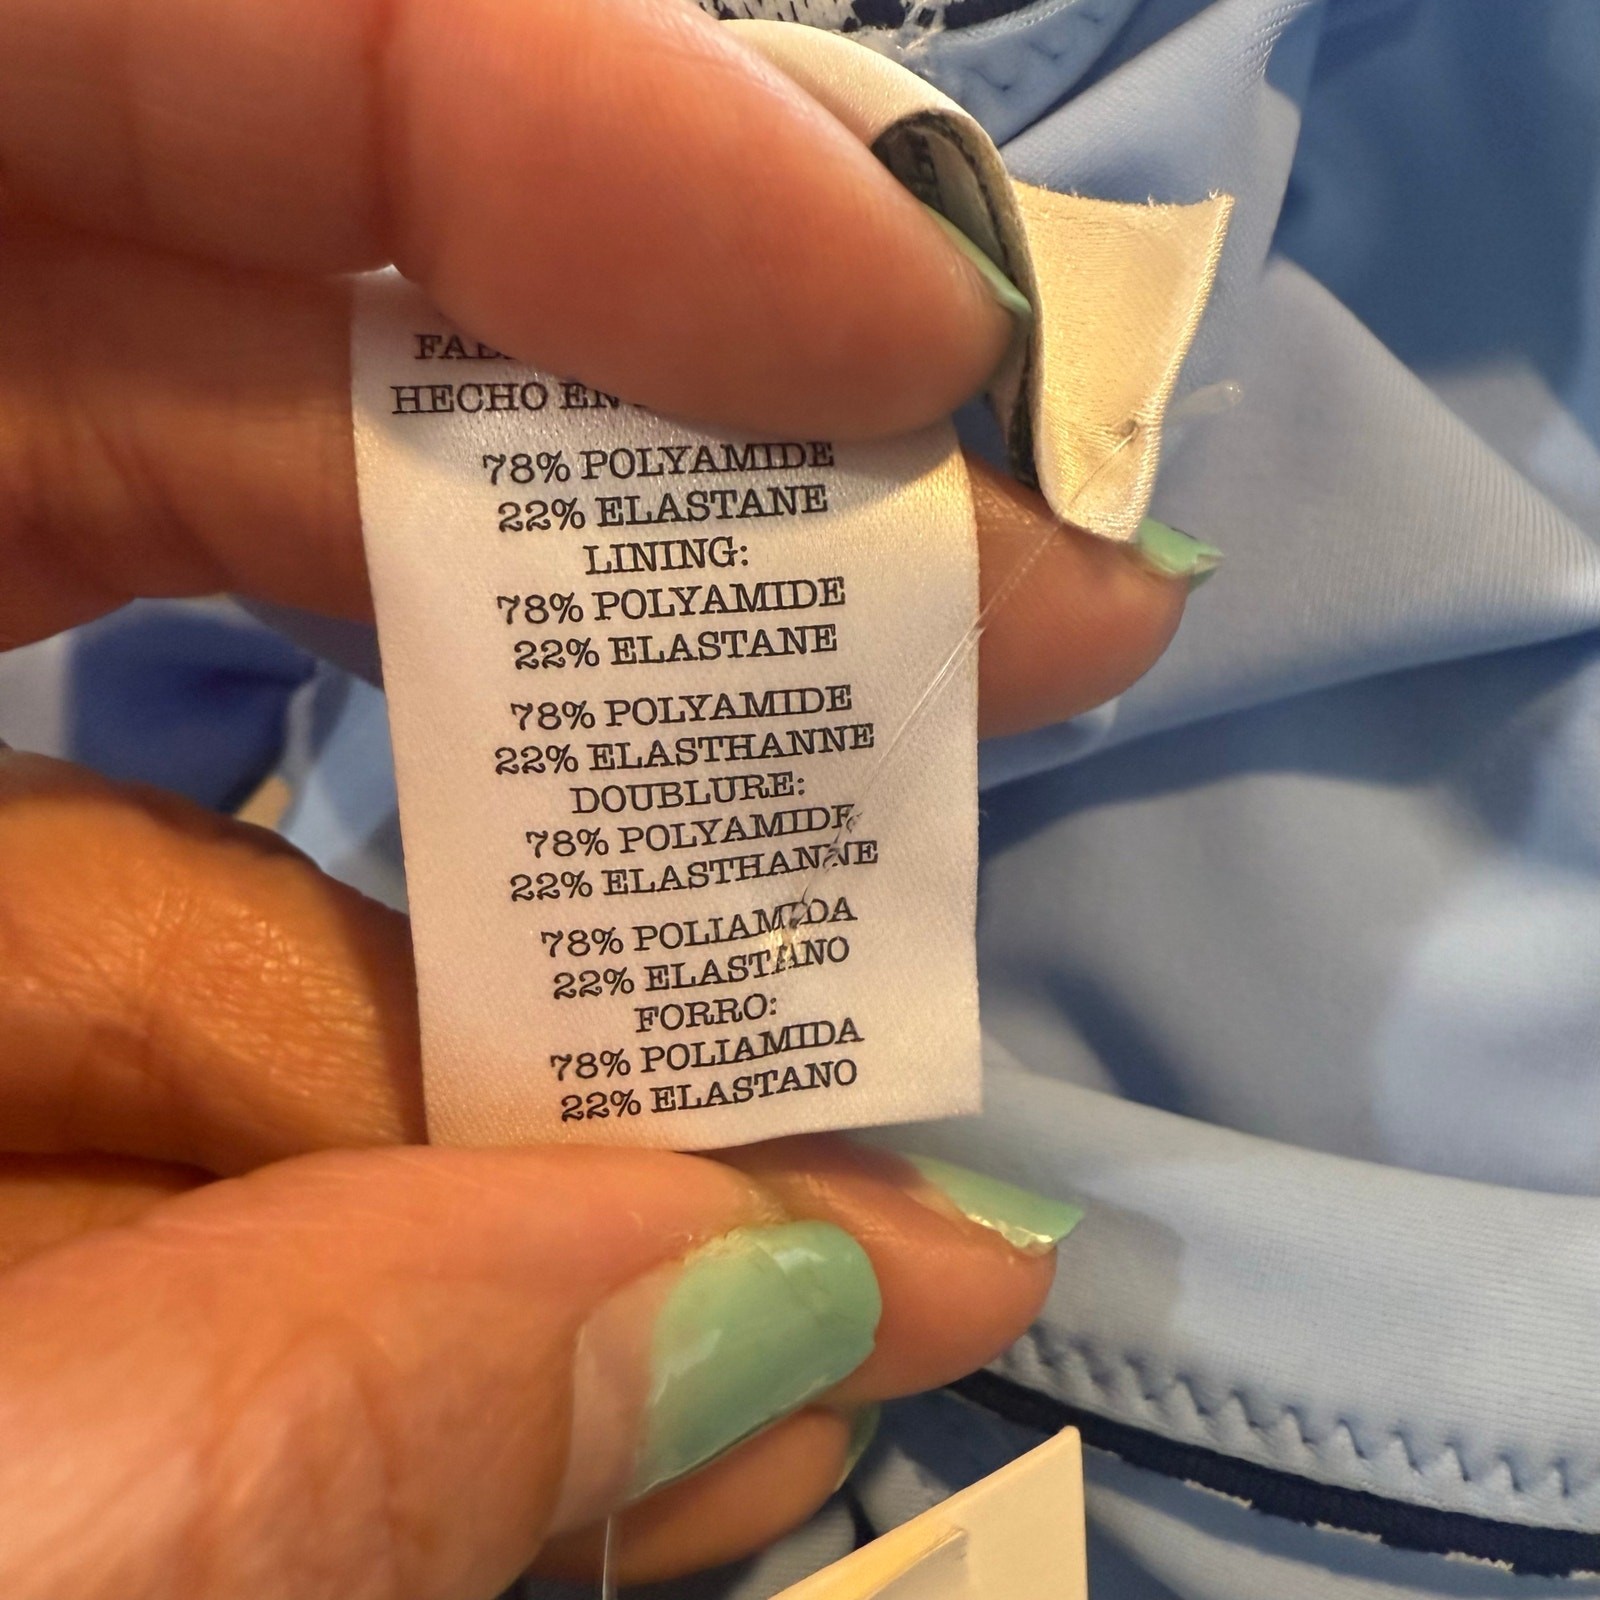 HECHO EN
78% POLYAMIDE
22% ELASTANE
LINING:
78% POLYAMIDE
22% ELASTANE
78% POLYAMIDE
22% ELASTHANNE
DOUBLURE:
78% POLYAMIDE
22% ELASTHANNE
78% POLIAMIDA
22% ELASTANO
FORRO:
78% POLIAMIDA
22% ELASTANO